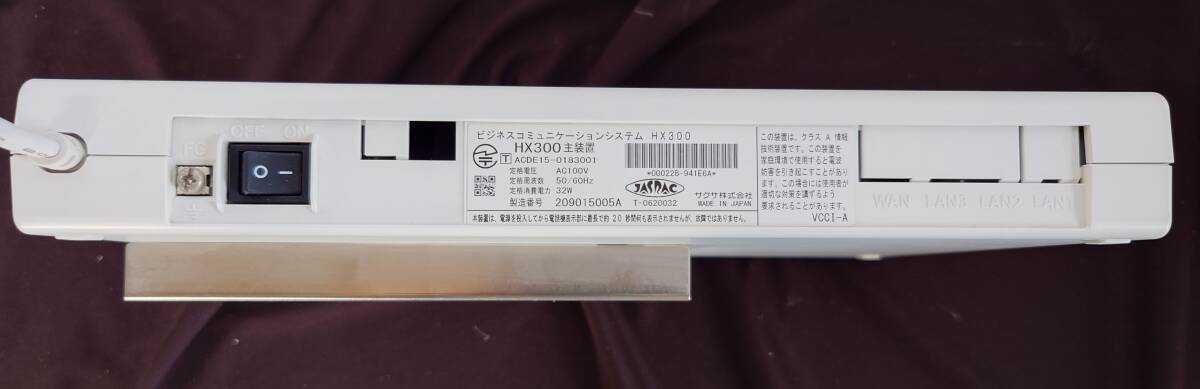 OFF ON
FG
ビジネスコミュニケーションシステム HX300
HX300主装置
T ACDE15-0183001
定格電圧 AC100V
定格周波数 50/60Hz
定格消費電力 32W
製造番号 209015005A
*00022B-941E6A*
JASPAC
T-0620032
サクサ株式会社
MADE IN JAPAN
本装置は、電源を投入してから電話機表示部に最長で約 20 秒間何も表示されませんが、故障ではありません。
この装置は、クラス A 情報
技術装置です。この装置を
家庭環境で使用すると電波
妨害を引き起こすことがあり
ます。この場合には使用者が
適切な対策を講ずるよう
要求されることがあります。
VCCI-A
WAN LAN3 LAN2 LAN1